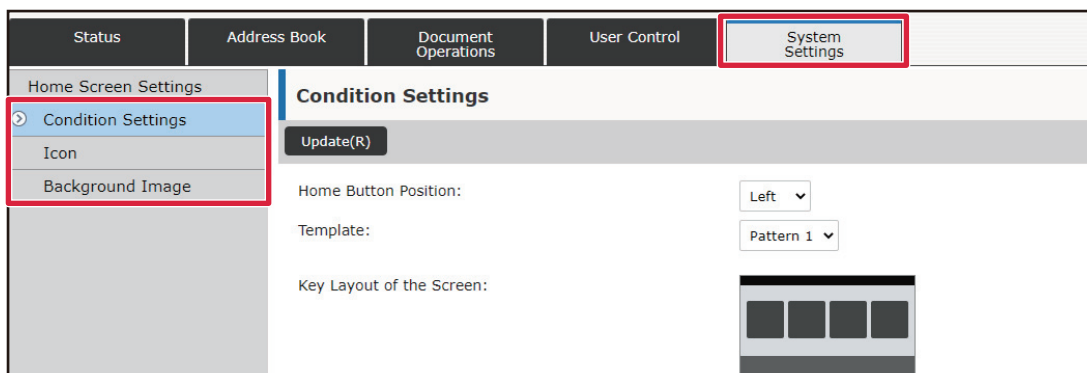 Status
Address Book
Document
Operations
User Control
System
Settings
Home Screen Settings
Condition Settings
Icon
Background Image
Condition Settings
Update(R)
Home Button Position:
Left
Template:
Pattern 1
Key Layout of the Screen: